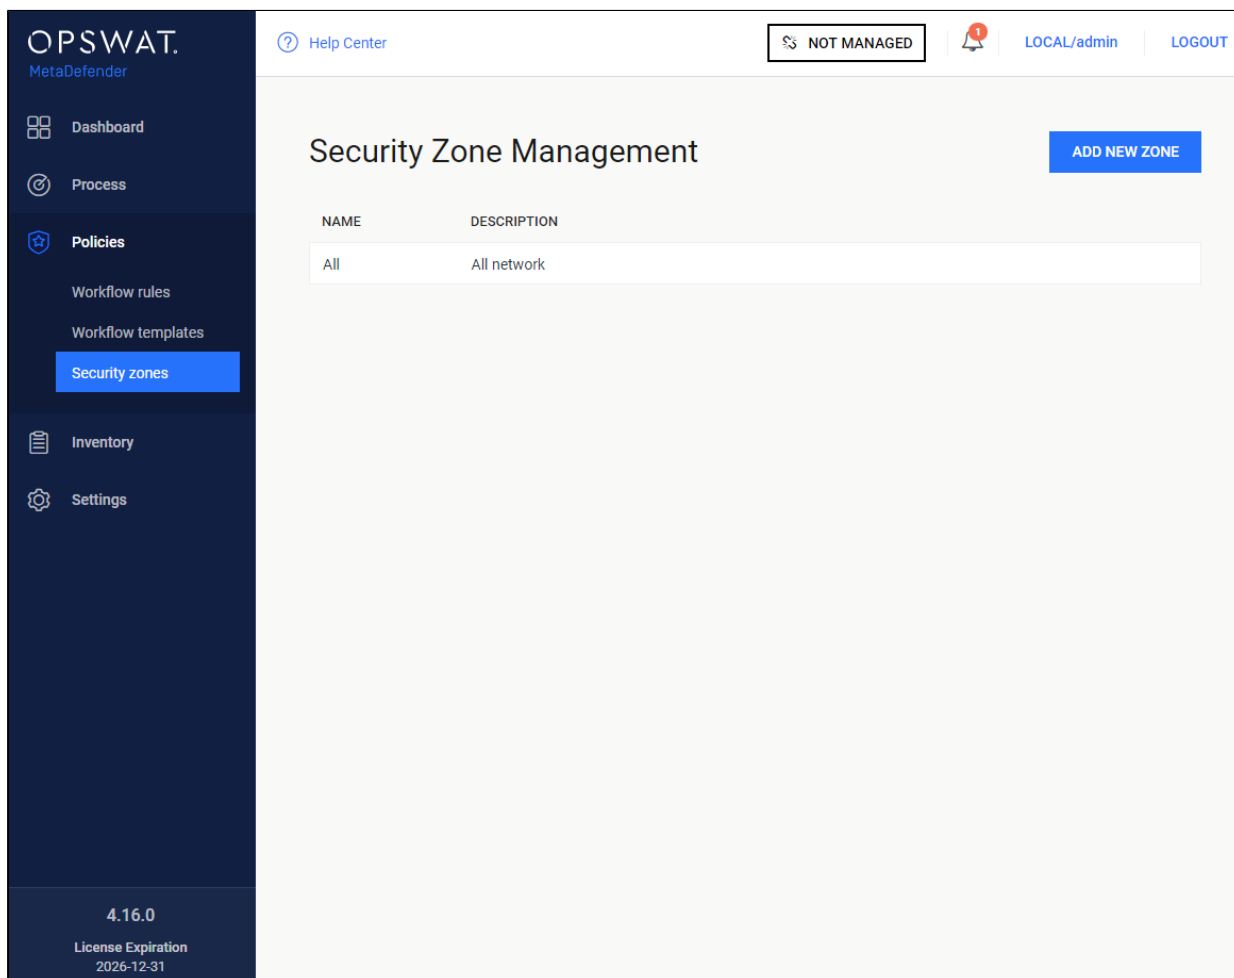 OPSWAT.
MetaDefender
Help Center
NOT MANAGED
1
LOCAL/admin
LOGOUT
Dashboard
Process
Policies
Workflow rules
Workflow templates
Security zones
Inventory
Settings
4.16.0
License Expiration
2026-12-31
Security Zone Management
ADD NEW ZONE
NAME DESCRIPTION
All All network